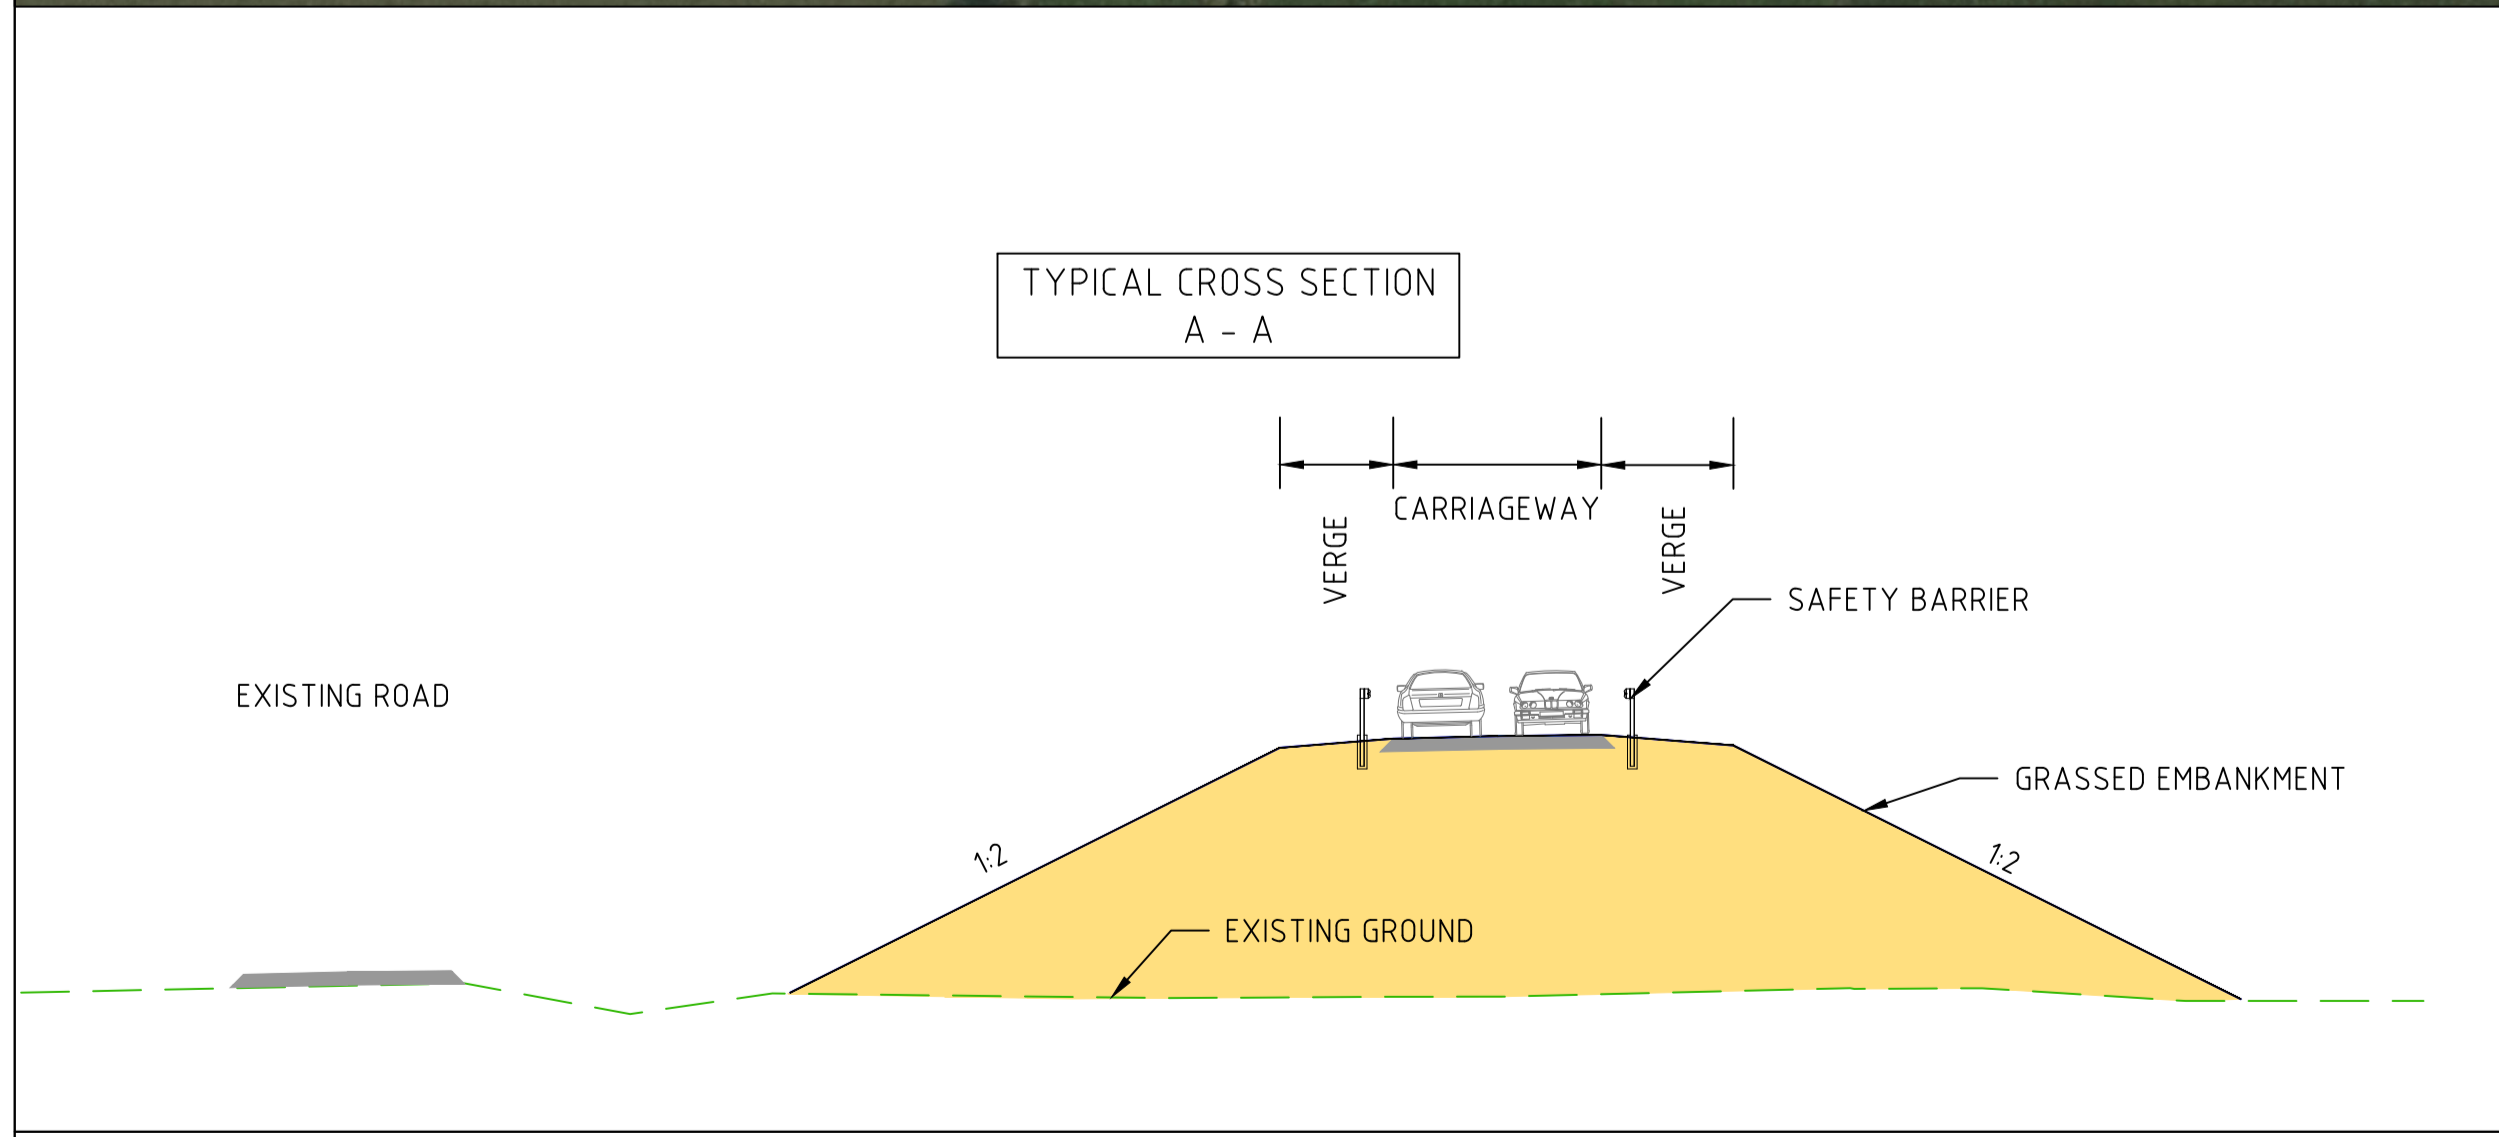 TYPICAL CROSS SECTION
A - A
CARRIAGEWAY
VERGE
VERGE
SAFETY BARRIER
EXISTING ROAD
GRASSED EMBANKMENT
1:2
1:2
EXISTING GROUND